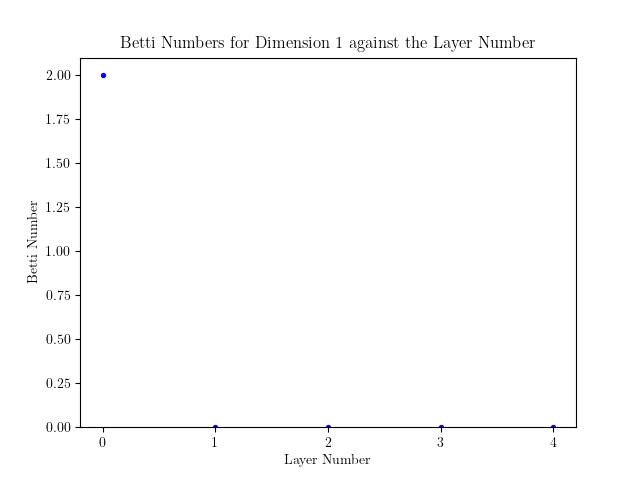 Betti Numbers for Dimension 1 against the Layer Number
2.00
1.75
1.50
1.25
1.00
0.75
0.50
0.25
0.00
Betti Number
0 1 2 3 4
Layer Number